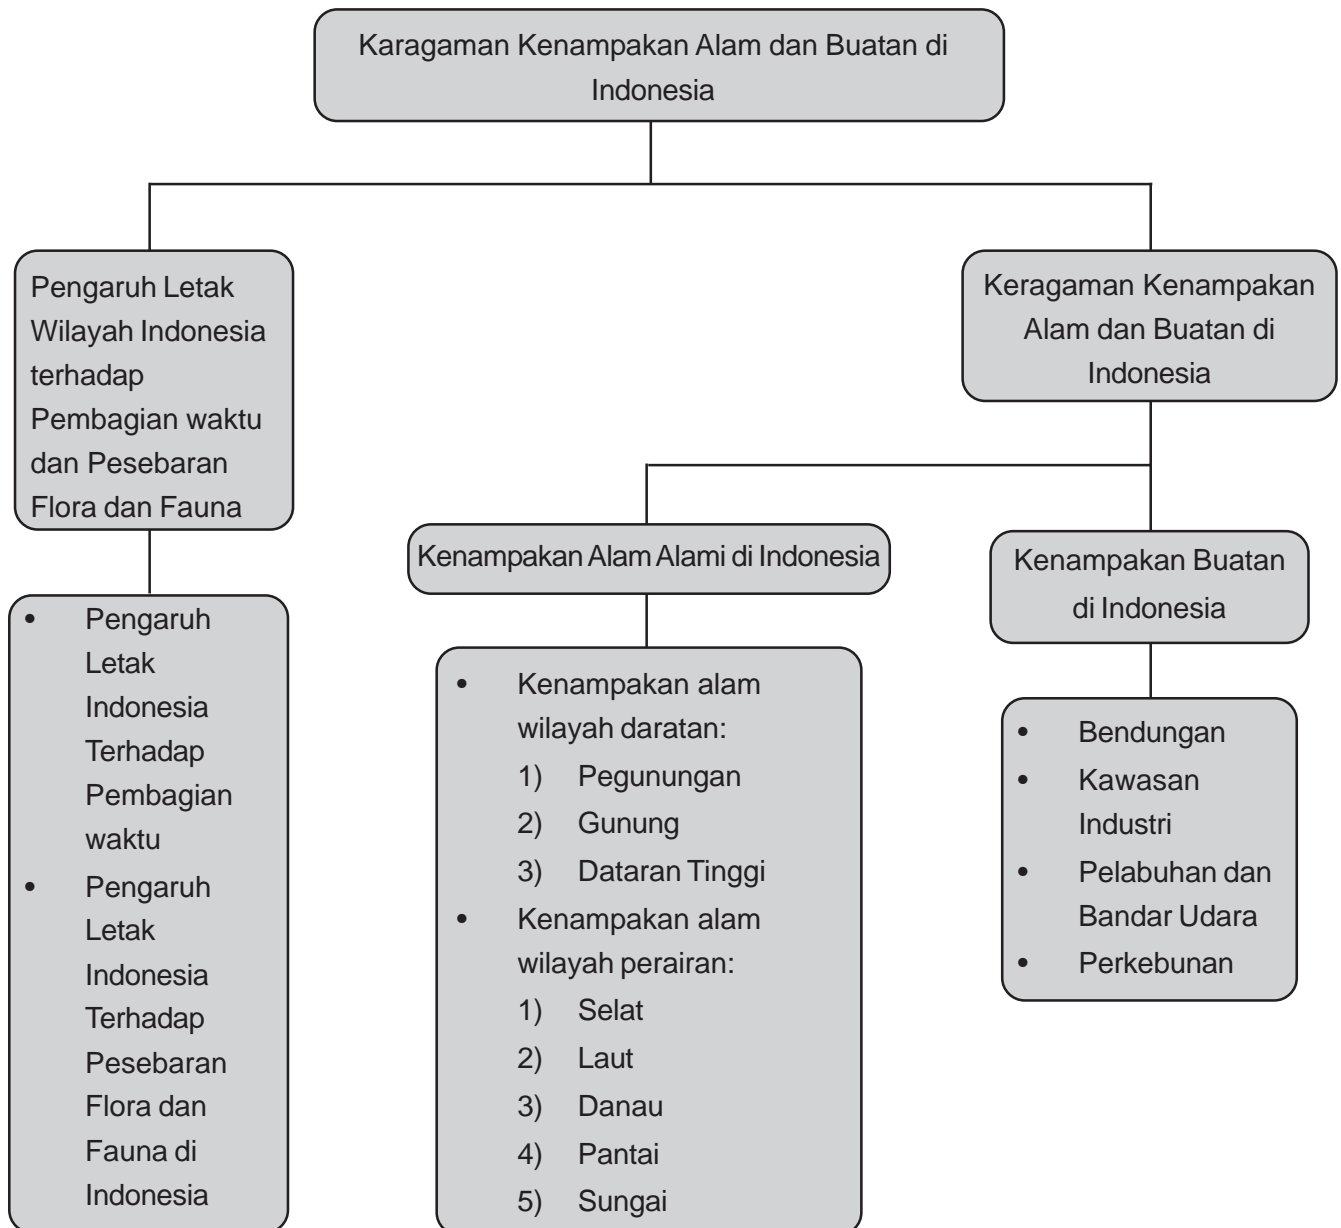 Karagaman Kenampakan Alam dan Buatan di
Indonesia
Pengaruh Letak
Wilayah Indonesia
terhadap
Pembagian waktu
dan Pesebaran
Flora dan Fauna
• Pengaruh
Letak
Indonesia
Terhadap
Pembagian
waktu
• Pengaruh
Letak
Indonesia
Terhadap
Pesebaran
Flora dan
Fauna di
Indonesia
Keragaman Kenampakan
Alam dan Buatan di
Indonesia
Kenampakan Alam Alami di Indonesia
• Kenampakan alam
wilayah daratan:
1) Pegunungan
2) Gunung
3) Dataran Tinggi
• Kenampakan alam
wilayah perairan:
1) Selat
2) Laut
3) Danau
4) Pantai
5) Sungai
Kenampakan Buatan
di Indonesia
• Bendungan
• Kawasan
Industri
• Pelabuhan dan
Bandar Udara
• Perkebunan